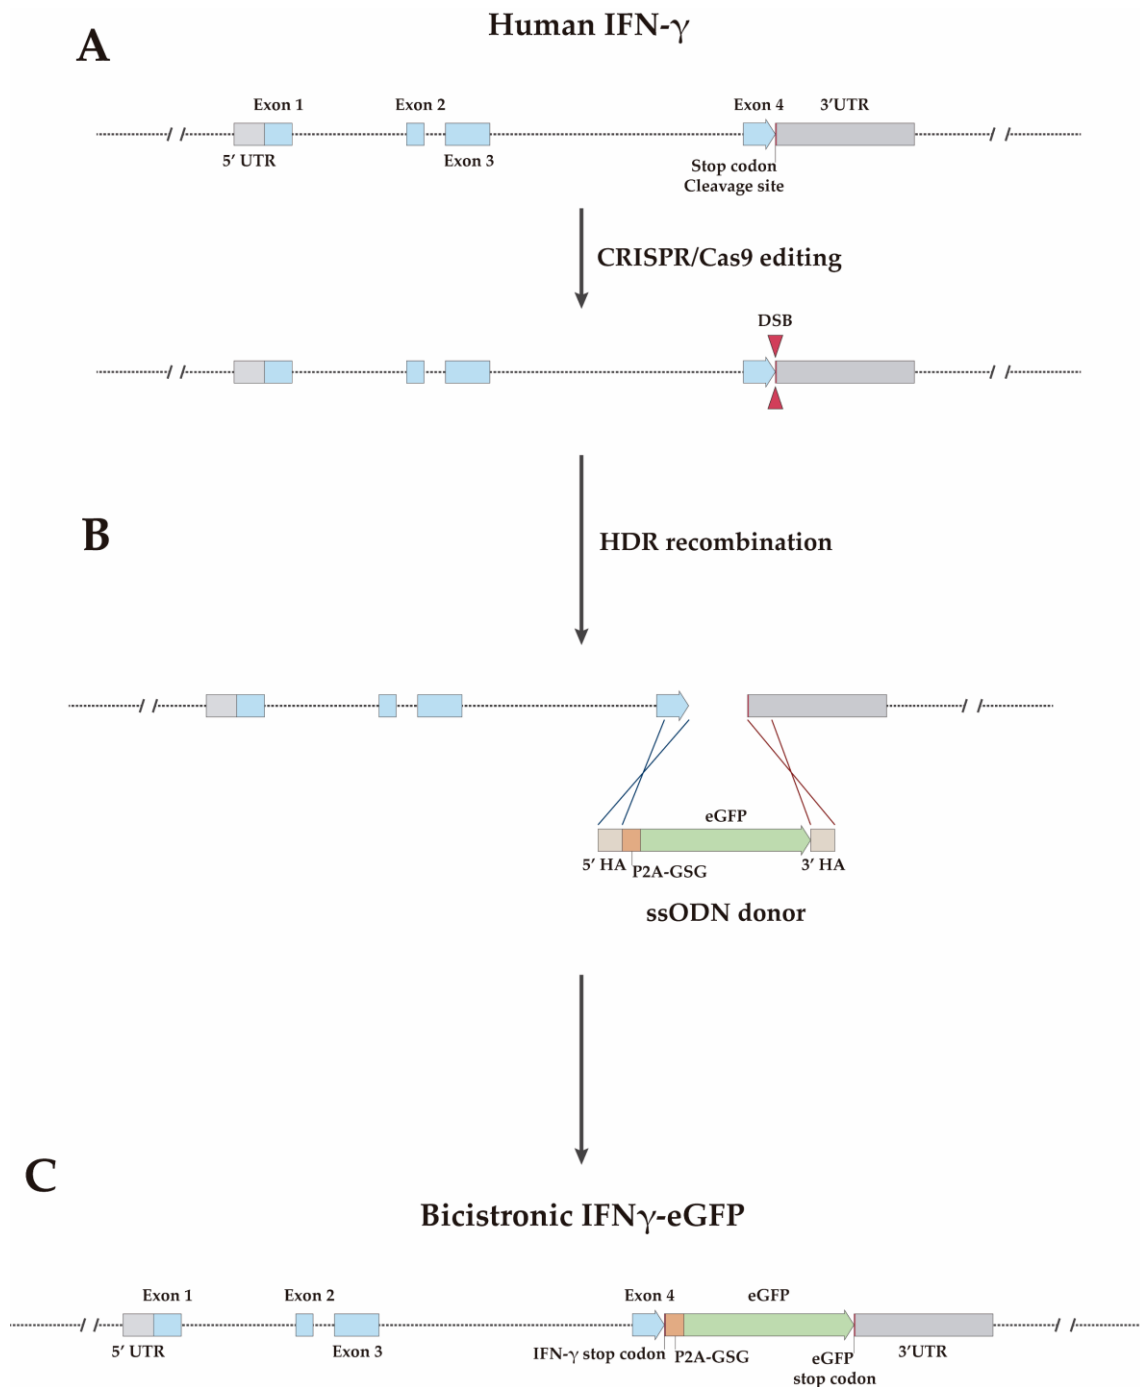 A
Human IFN-γ
Exon 1
Exon 2
Exon 4
3′UTR
5′ UTR
Exon 3
Stop codon
Cleavage site
CRISPR/Cas9 editing
DSB
B
HDR recombination
eGFP
5′ HA
P2A-GSG
3′ HA
ssODN donor
C
Bicistronic IFNγ-eGFP
Exon 1
Exon 2
Exon 4
eGFP
5′ UTR
Exon 3
IFN-γ stop codon
P2A-GSG
eGFP
stop codon
3′UTR